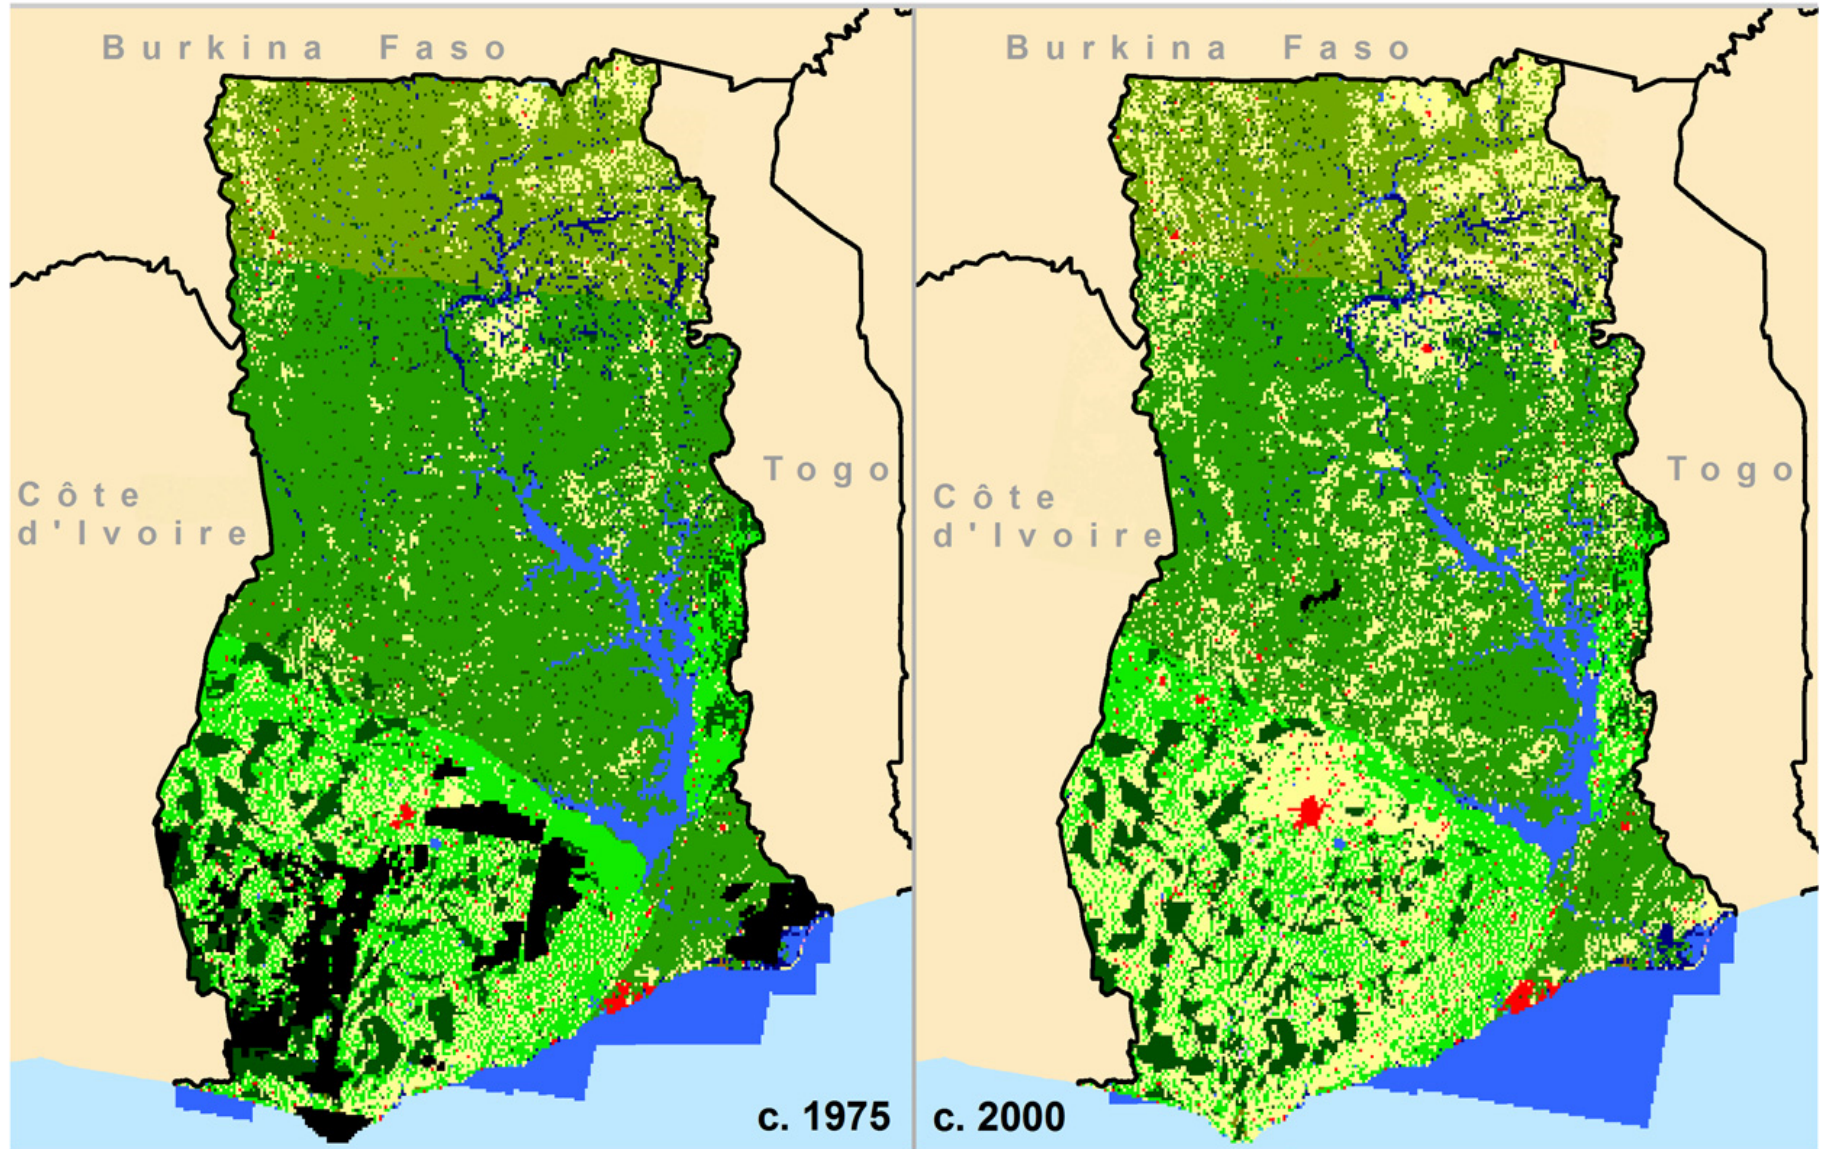 Burkina Faso
Côte
d'Ivoire
Togo
c. 1975
Burkina Faso
Côte
d'Ivoire
Togo
c. 2000